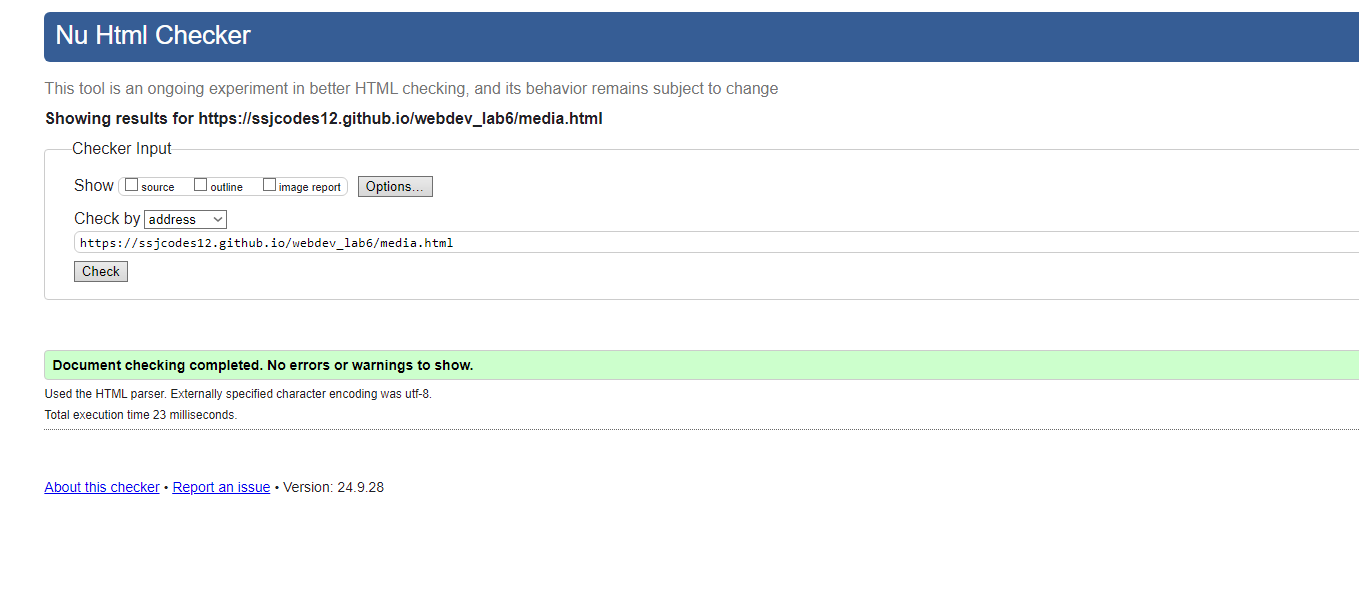 Nu Html Checker
This tool is an ongoing experiment in better HTML checking, and its behavior remains subject to change
Showing results for https://ssjcodes12.github.io/webdev_lab6/media.html
Checker Input
Show source outline image report Options...
Check by address
https://ssjcodes12.github.io/webdev_lab6/media.html
Check
Document checking completed. No errors or warnings to show.
Used the HTML parser. Externally specified character encoding was utf-8.
Total execution time 23 milliseconds.
About this checker • Report an issue • Version: 24.9.28